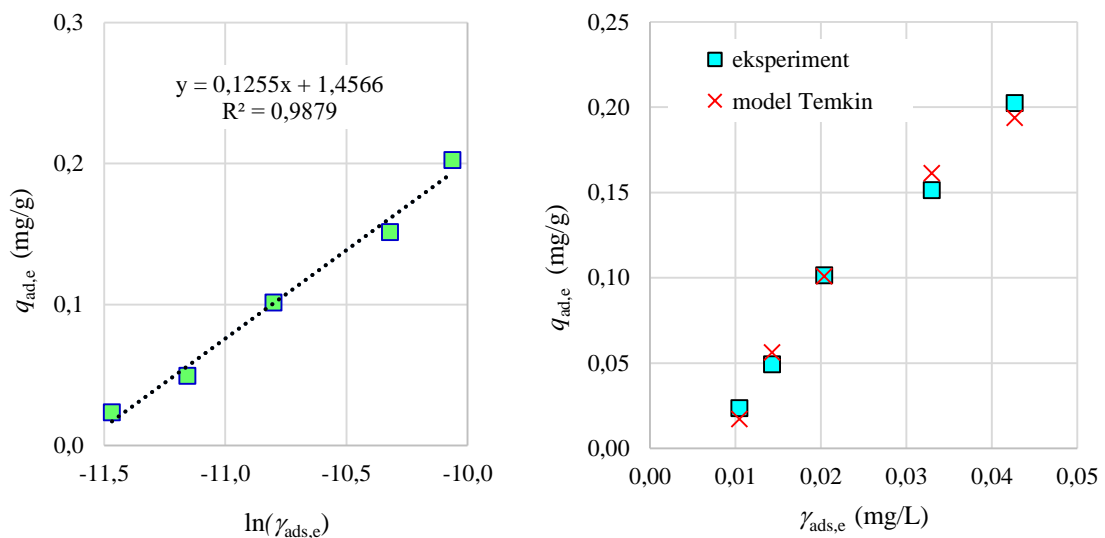 0,3
0,2
0,1
0,0
-11,5
-11,0
-10,5
-10,0
y = 0,1255x + 1,4566
R² = 0,9879
q_ad,e (mg/g)
ln(γ_ads,e)
0,25
0,20
0,15
0,10
0,05
0,00
0,00
0,01
0,02
0,03
0,04
0,05
eksperiment
model Temkin
q_ad,e (mg/g)
γ_ads,e (mg/L)